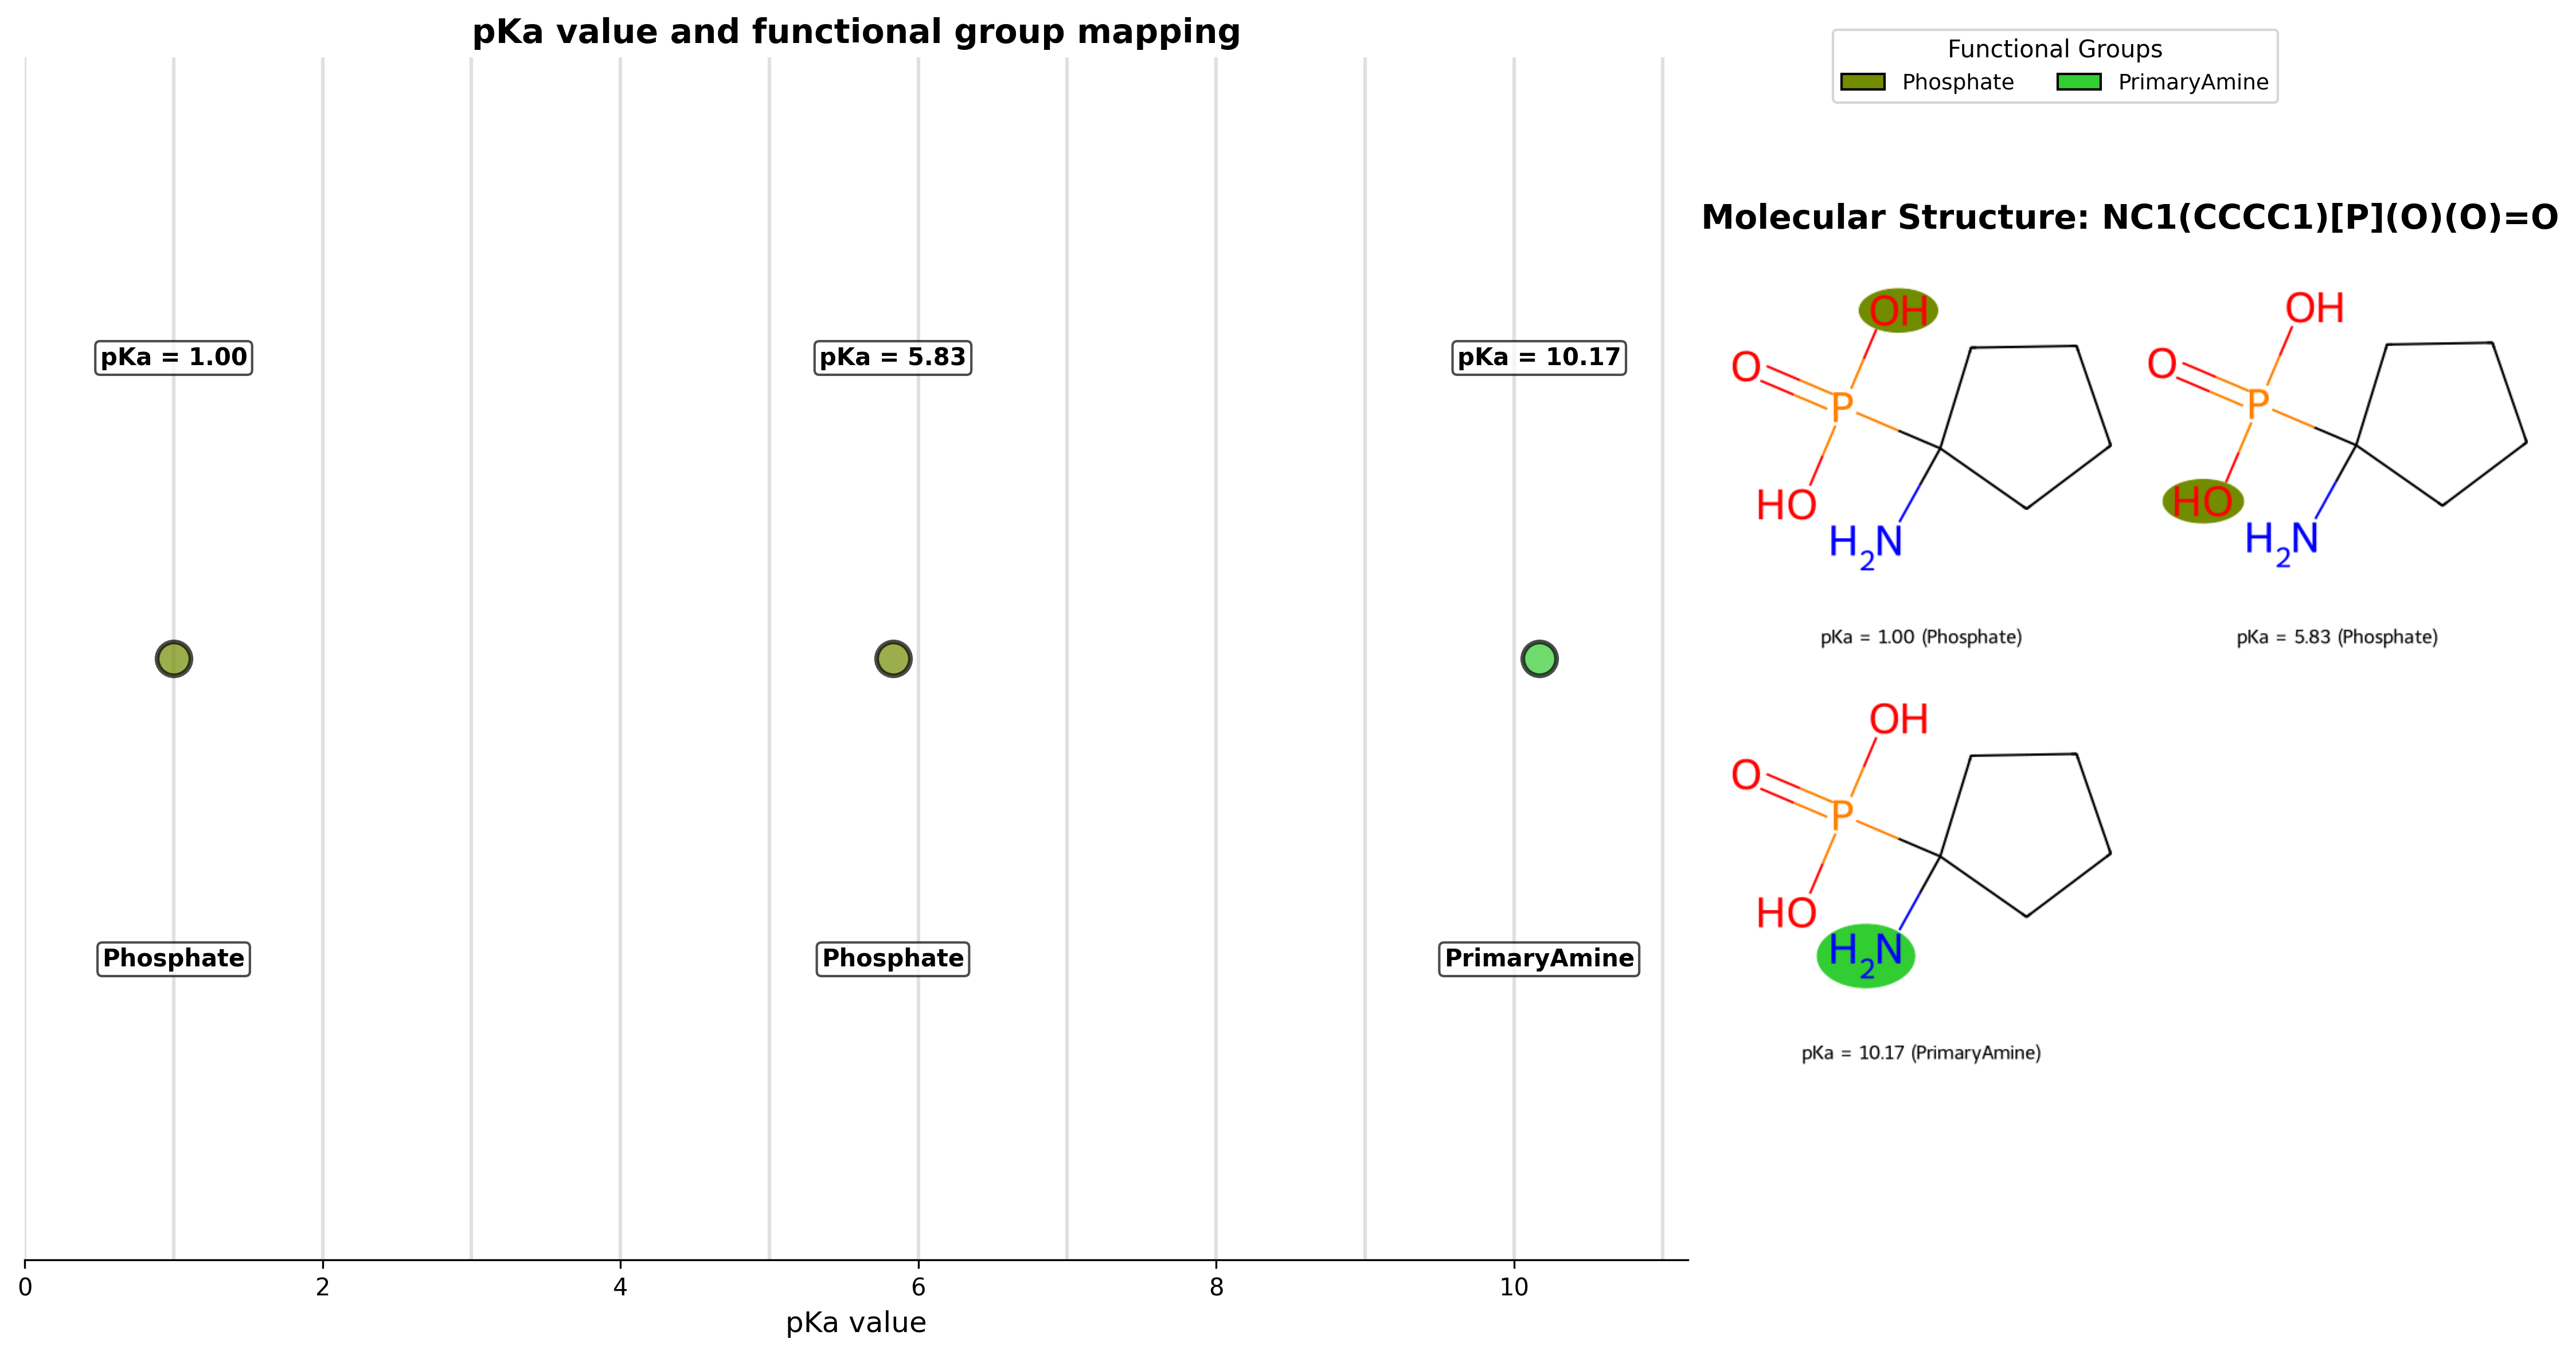 pKa value and functional group mapping
pKa = 1.00
pKa = 5.83
pKa = 10.17
Phosphate
Phosphate
PrimaryAmine
0
2
4
6
8
10
pKa value
Functional Groups
Phosphate
PrimaryAmine
Molecular Structure: NC1(CCCC1)[P](O)(O)=O
OH
O
P
HO
H2N
pKa = 1.00 (Phosphate)
OH
O
P
HO
H2N
pKa = 5.83 (Phosphate)
OH
O
P
HO
H2N
pKa = 10.17 (PrimaryAmine)